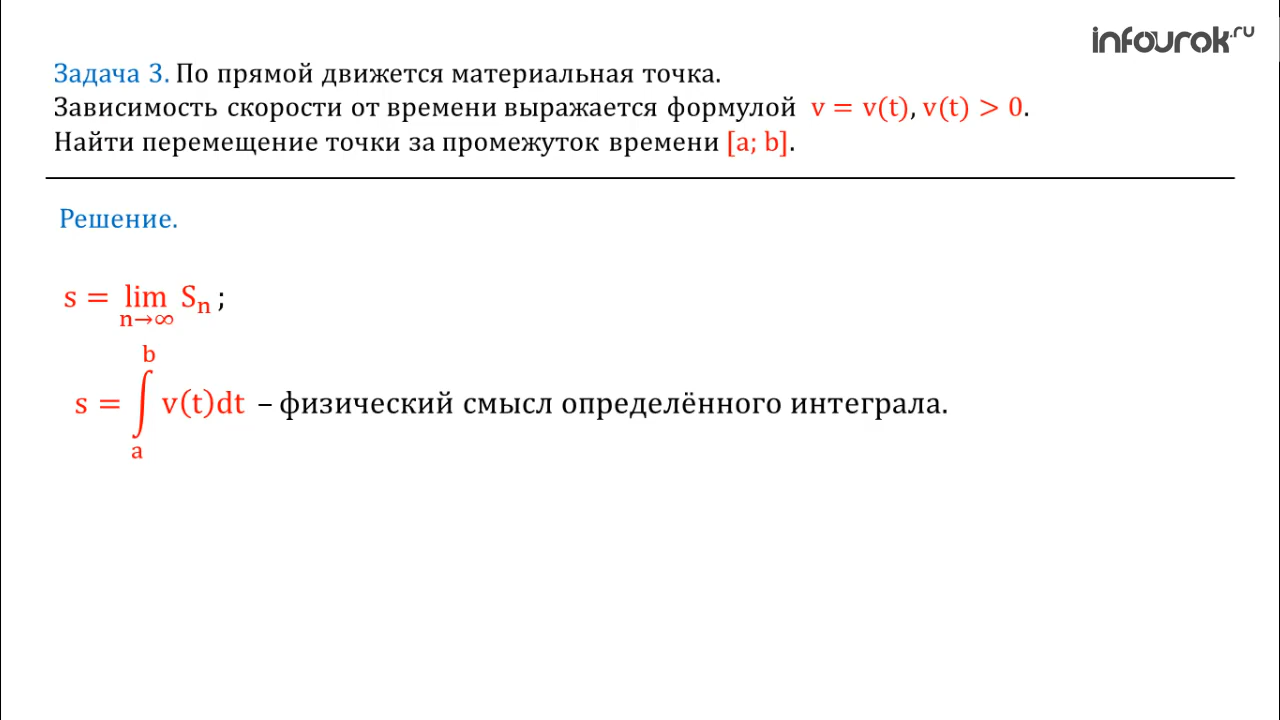 infourok.ru
Задача 3. По прямой движется материальная точка.
Зависимость скорости от времени выражается формулой v = v(t), v(t) > 0.
Найти перемещение точки за промежуток времени [a; b].
Решение.
s = lim Sₙ ;
n→∞
b
s = ∫ v(t)dt – физический смысл определённого интеграла.
a